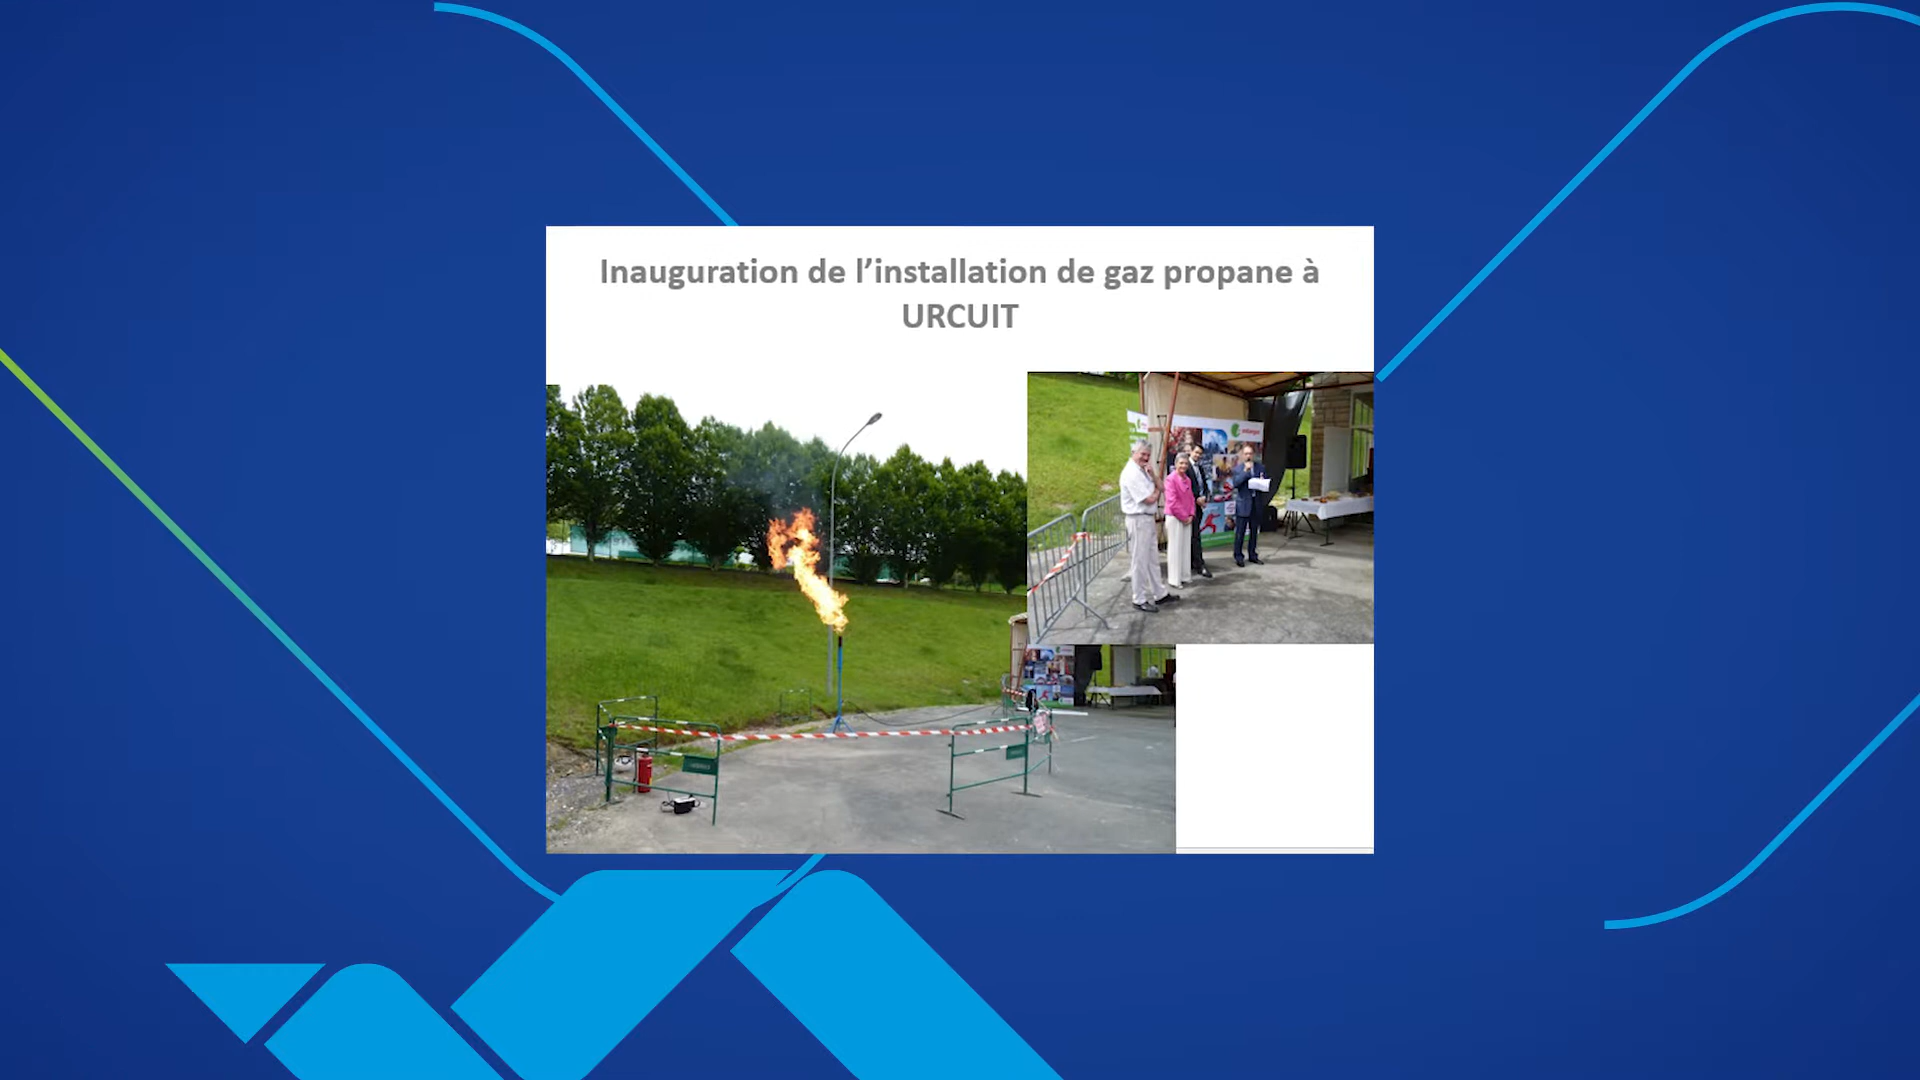 Inauguration de l’installation de gaz propane à
URCUIT